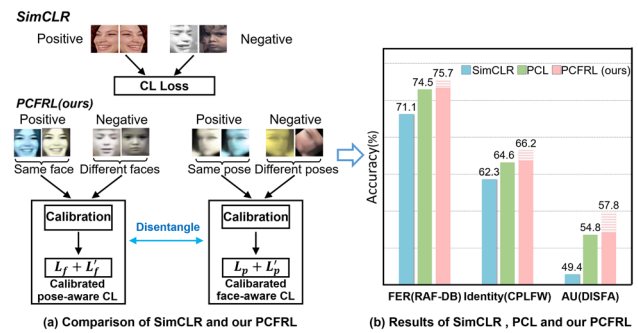 SimCLR
Positive
Negative
CL Loss
PCFRL(ours)
Positive
Negative
Positive
Negative
Same face
Different faces
Same pose
Different poses
Calibration
Disentangle
Calibration
L_f + L'_f
L_p + L'_p
Calibrated
pose-aware CL
Calibarated
face-aware CL
(a) Comparison of SimCLR and our PCFRL
Accuracy(%)
SimCLR
PCL
PCFRL (ours)
71.1
74.5
75.7
62.3
64.6
66.2
49.4
54.8
57.8
FER(RAF-DB)
Identity(CPLFW)
AU(DISFA)
(b) Results of SimCLR , PCL and our PCFRL